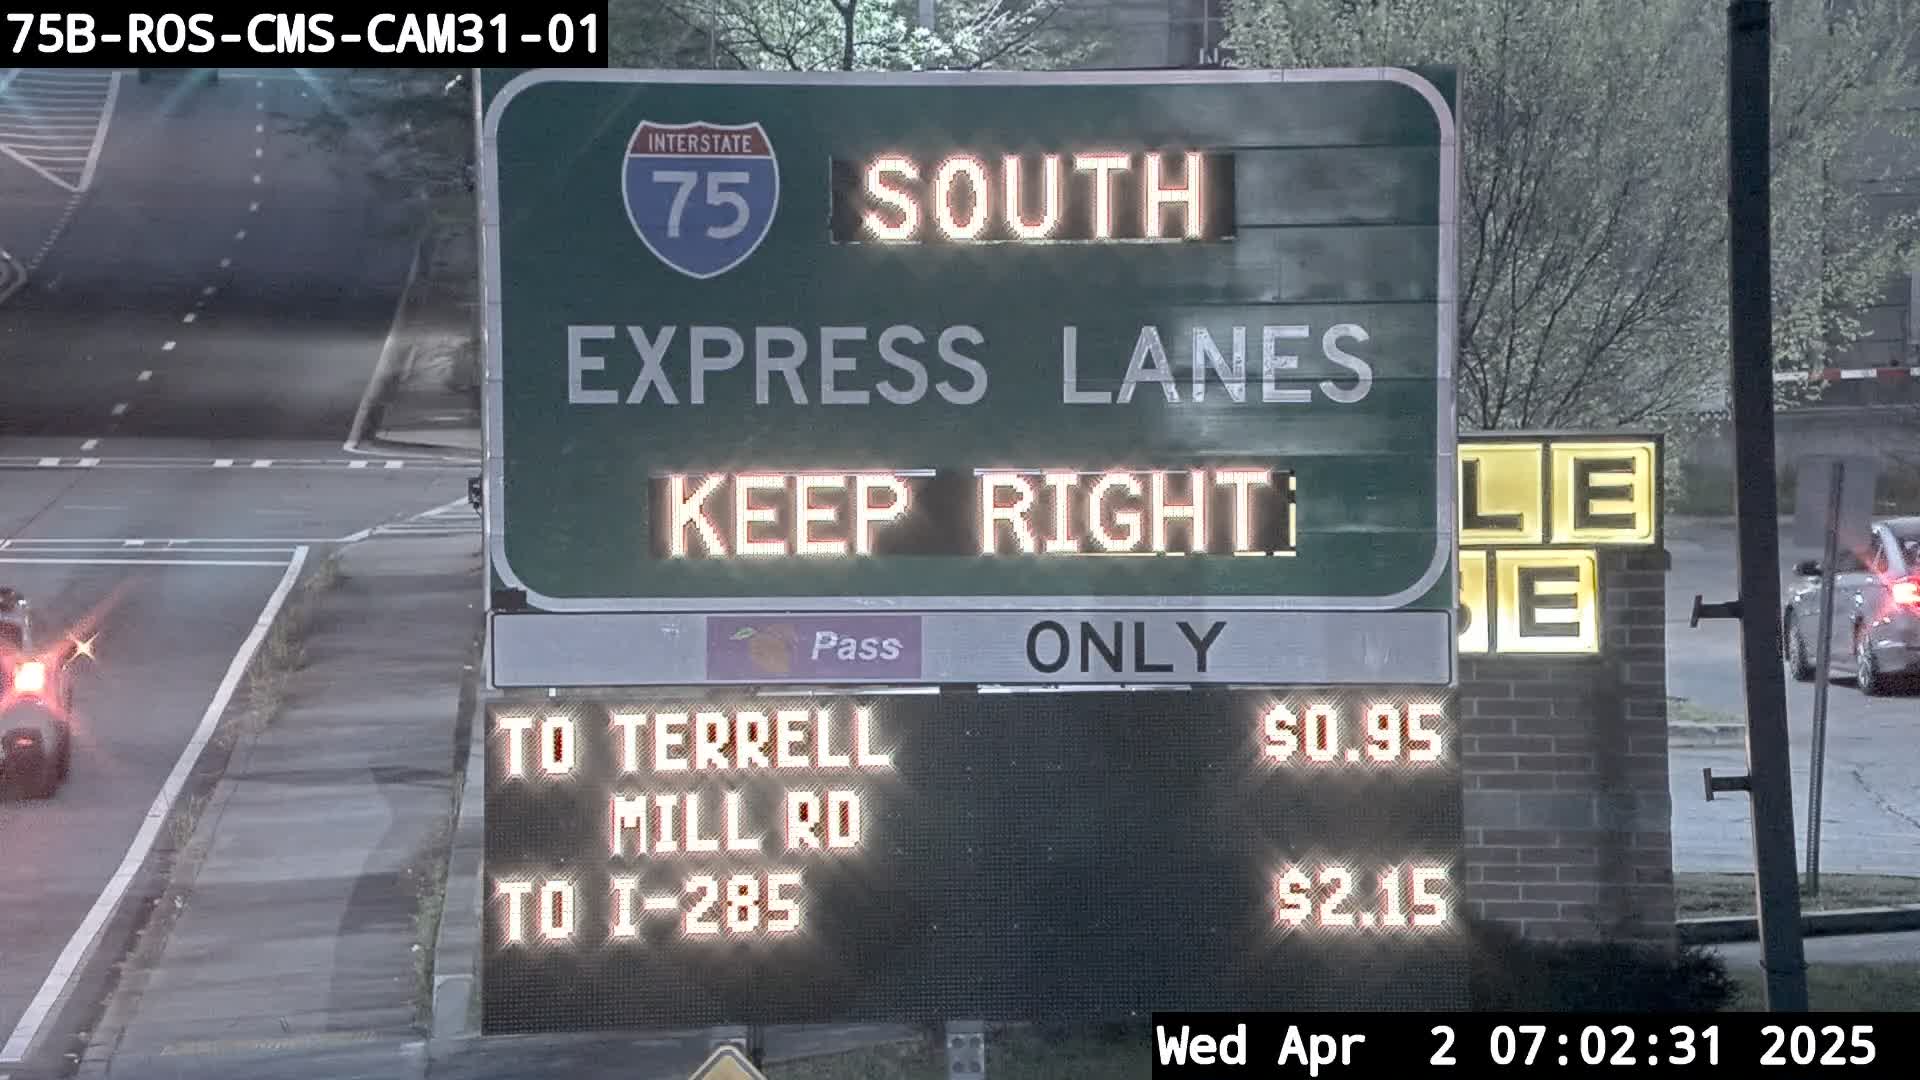 75B-ROS-CMS-CAM31-01
INTERSTATE
75
SOUTH
EXPRESS LANES
KEEP RIGHT
LE
E
Pass ONLY
TO TERRELL $0.95
MILL RD
TO I-285 $2.15
Wed Apr 2 07:02:31 2025